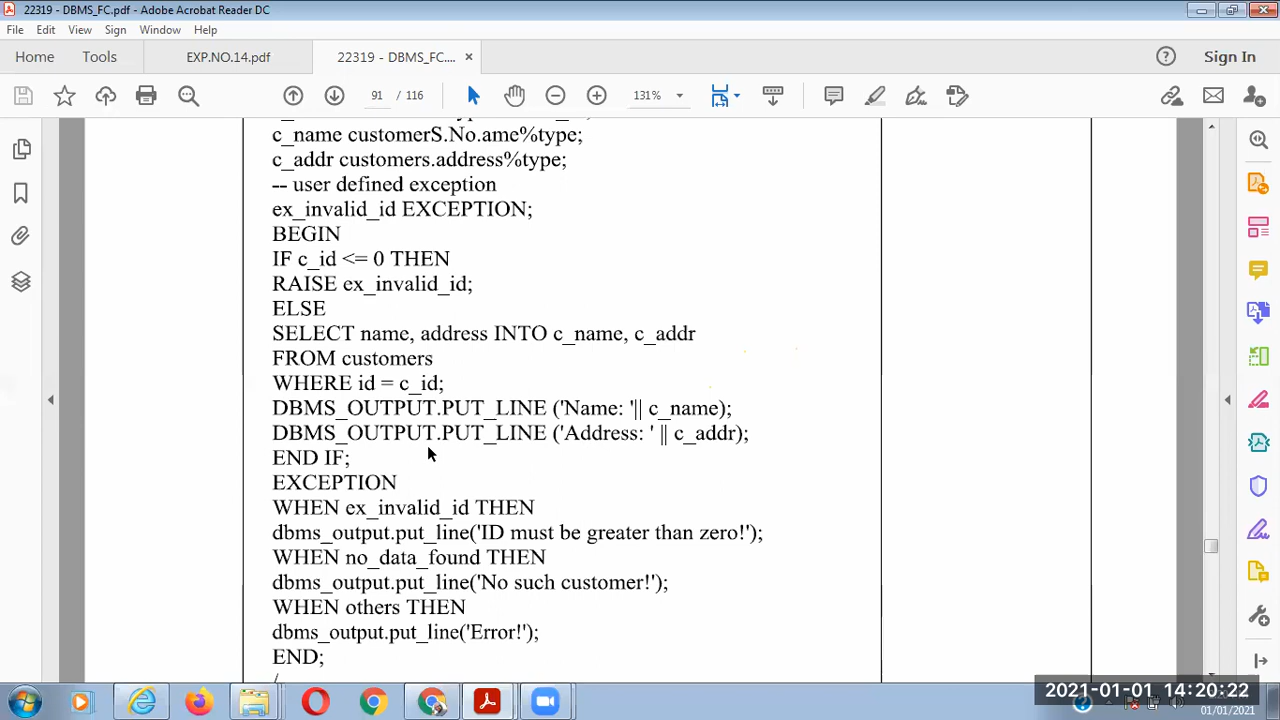 22319 - DBMS_FC.pdf - Adobe Acrobat Reader DC
File Edit View Sign Window Help
Home Tools EXP.NO.14.pdf 22319 - DBMS_FC.... × Sign In
91 / 116 131%
c_name customerS.No.ame%type;
c_addr customers.address%type;
-- user defined exception
ex_invalid_id EXCEPTION;
BEGIN
IF c_id <= 0 THEN
RAISE ex_invalid_id;
ELSE
SELECT name, address INTO c_name, c_addr
FROM customers
WHERE id = c_id;
DBMS_OUTPUT.PUT_LINE ('Name: '|| c_name);
DBMS_OUTPUT.PUT_LINE ('Address: ' || c_addr);
END IF;
EXCEPTION
WHEN ex_invalid_id THEN
dbms_output.put_line('ID must be greater than zero!');
WHEN no_data_found THEN
dbms_output.put_line('No such customer!');
WHEN others THEN
dbms_output.put_line('Error!');
END;
/
2021-01-01 14:20:22
01/01/2021